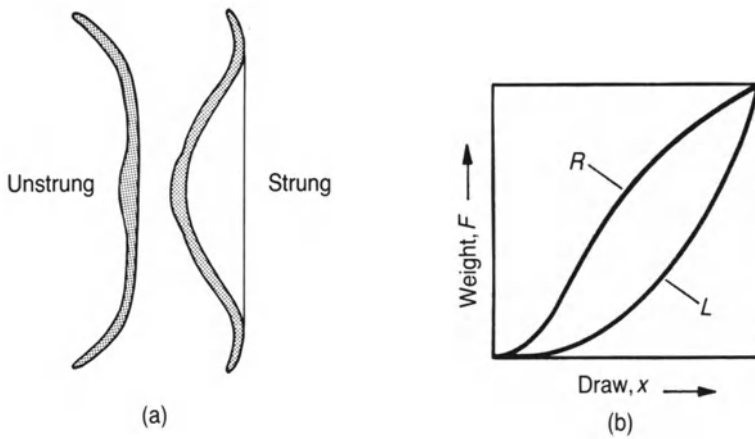 Unstrung
Strung
(a)
Weight, F
R
L
Draw, x
(b)